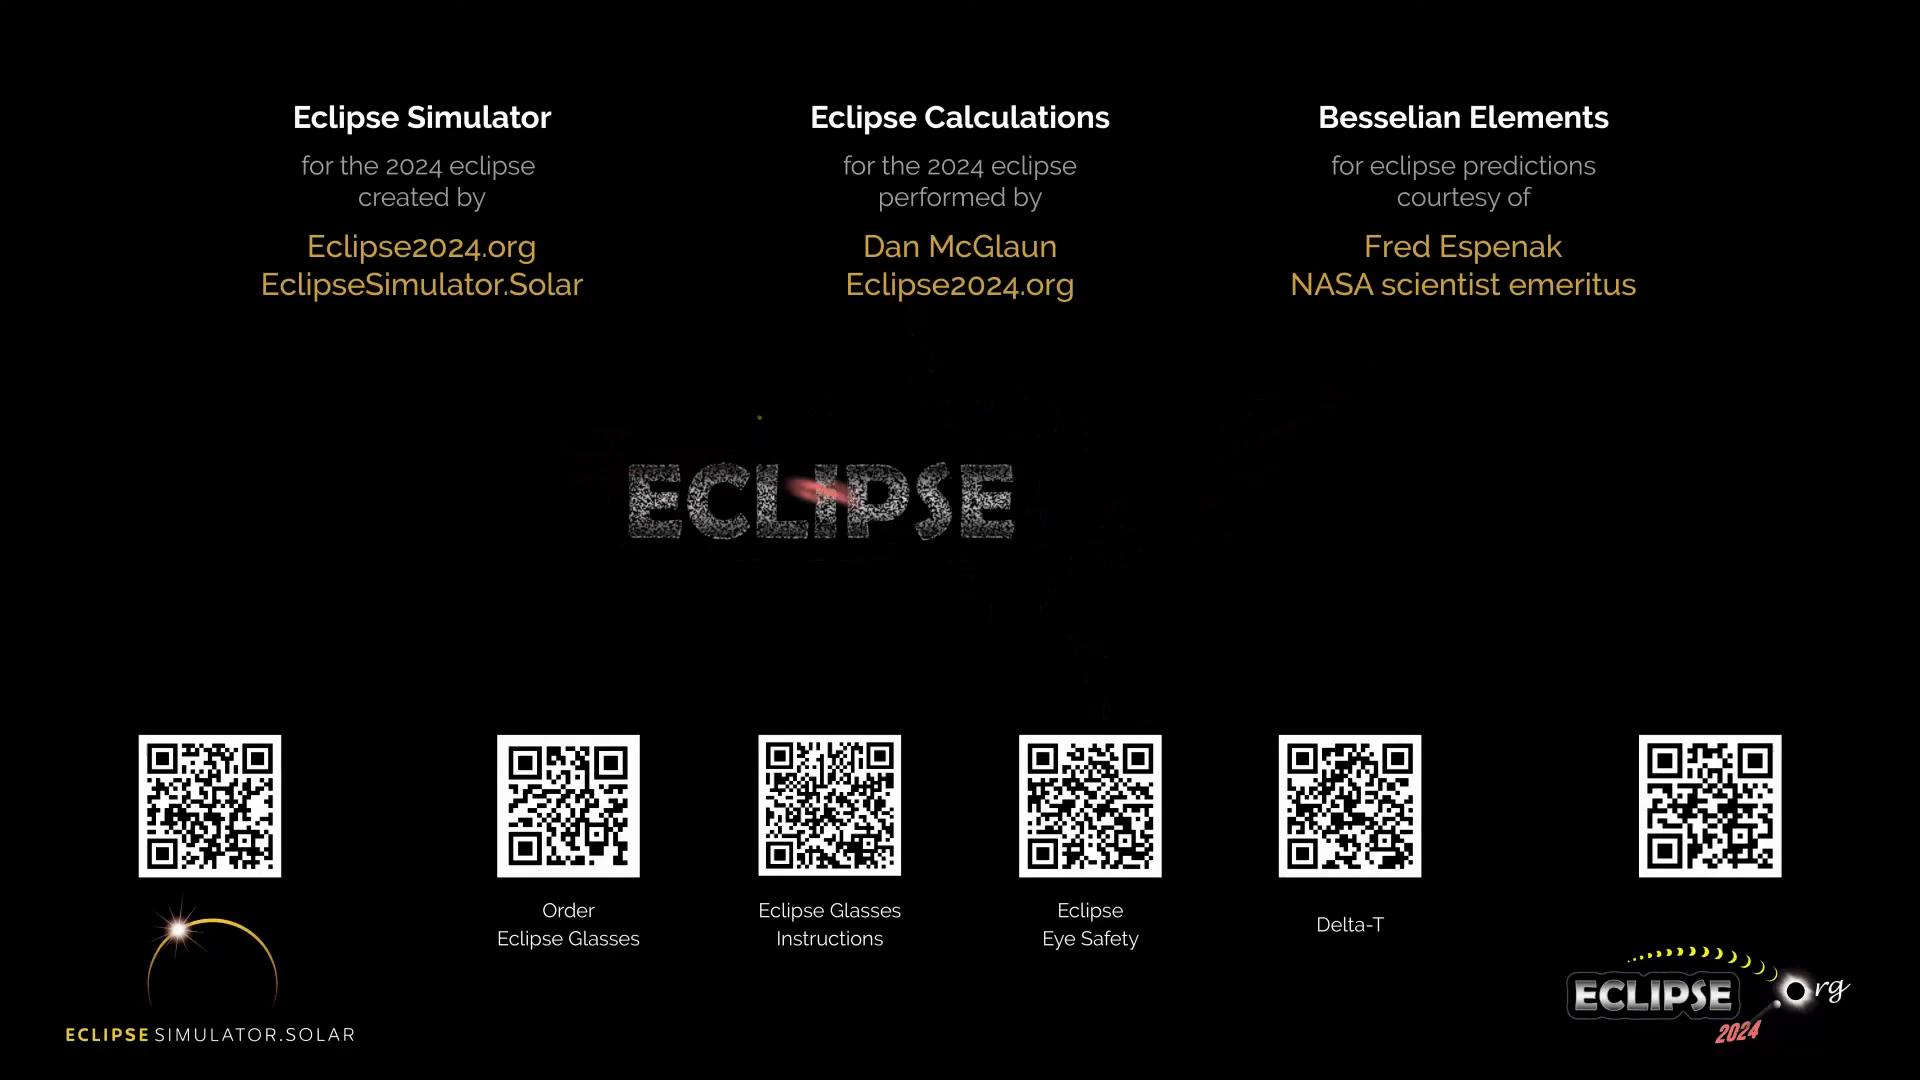 Eclipse Simulator
for the 2024 eclipse
created by
Eclipse2024.org
EclipseSimulator.Solar
Eclipse Calculations
for the 2024 eclipse
performed by
Dan McGlaun
Eclipse2024.org
Besselian Elements
for eclipse predictions
courtesy of
Fred Espenak
NASA scientist emeritus
ECLIPSE
Order
Eclipse Glasses
Eclipse Glasses
Instructions
Eclipse
Eye Safety
Delta-T
ECLIPSESIMULATOR.SOLAR
ECLIPSE .Org
2024